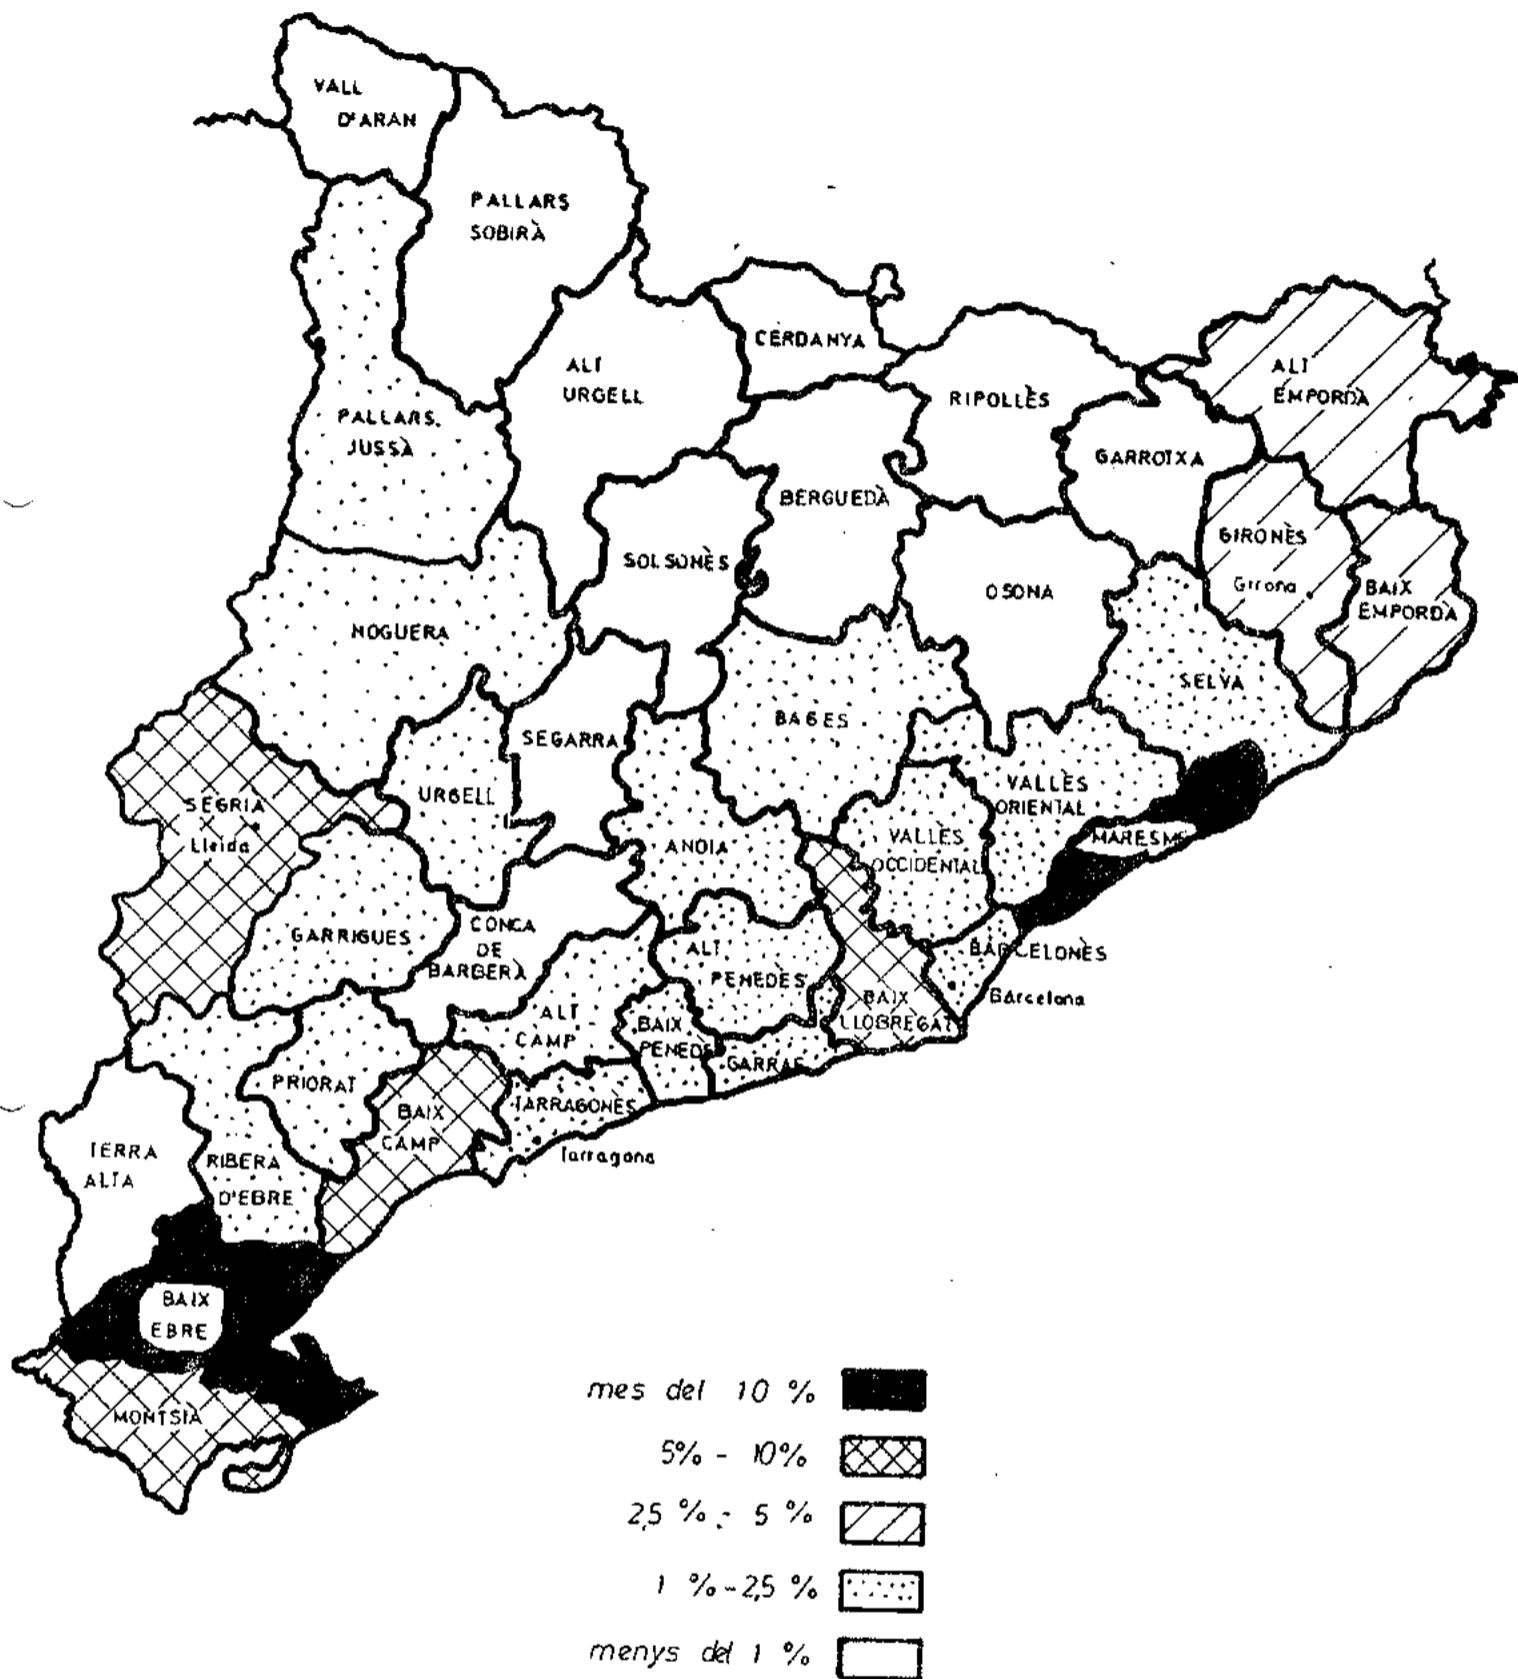 VALL
D'ARAN
PALLARS
SOBIRÀ
CERDANYA
ALT
URGELL
RIPOLLÈS
ALT
EMPORDÀ
PALLARS
JUSSÀ
GARROTXA
BERGUEDÀ
GIRONÈS
Girona
BAIX
EMPORDÀ
SOLSONÈS
OSONA
NOGUERA
SELVA
BAGES
SEGARRA
URGELL
VALLÈS
ORIENTAL
SEGRIÀ
Lleida
ANOIA
VALLÈS
OCCIDENTAL
MARESME
GARRIGUES
CONCA
DE
BARBERÀ
ALT
PENEDÈS
BARCELONÈS
Barcelona
BAIX
LLOBREGAT
ALT
CAMP
BAIX
PENEDÈS
GARRAF
PRIORAT
BAIX
CAMP
TARRAGONÈS
Tarragona
TERRA
ALTA
RIBERA
D'EBRE
BAIX
EBRE
MONTSIÀ
mes del 10 %
5% - 10%
2,5 % - 5 %
1 % - 2,5 %
menys del 1 %